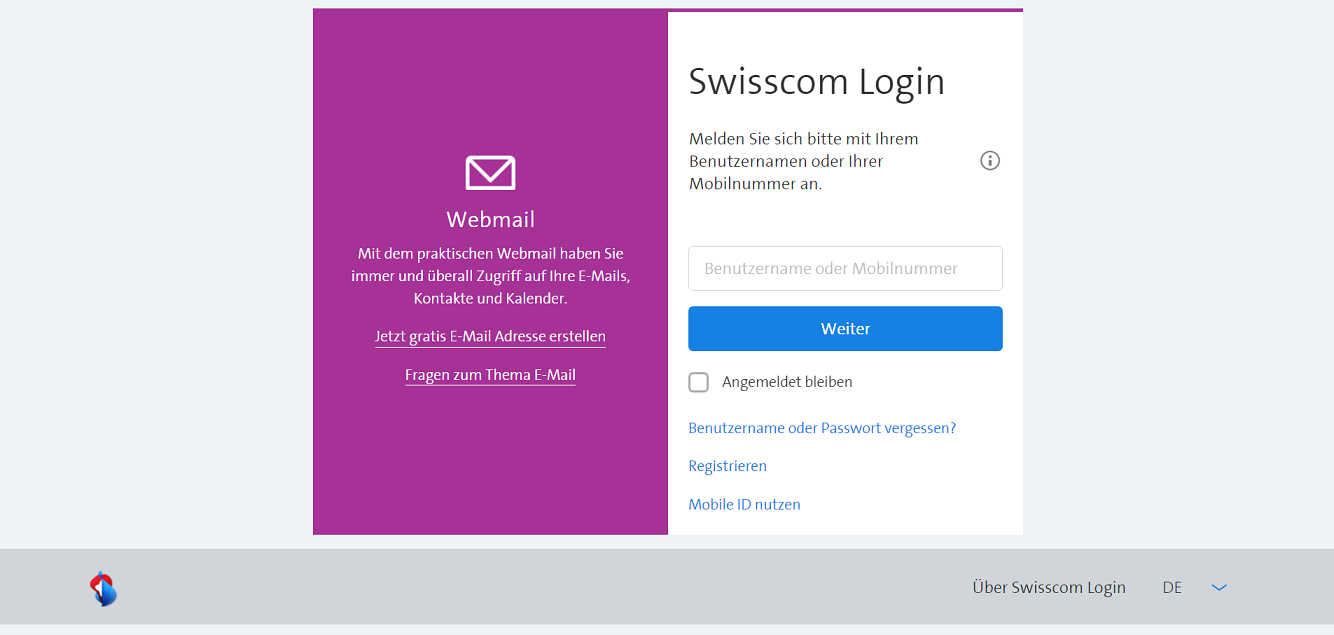 Webmail
Mit dem praktischen Webmail haben Sie
immer und überall Zugriff auf Ihre E-Mails,
Kontakte und Kalender.
Jetzt gratis E-Mail Adresse erstellen
Fragen zum Thema E-Mail
Swisscom Login
Melden Sie sich bitte mit Ihrem
Benutzernamen oder Ihrer
Mobilnummer an.
Benutzername oder Mobilnummer
Weiter
Angemeldet bleiben
Benutzername oder Passwort vergessen?
Registrieren
Mobile ID nutzen
Über Swisscom Login
DE